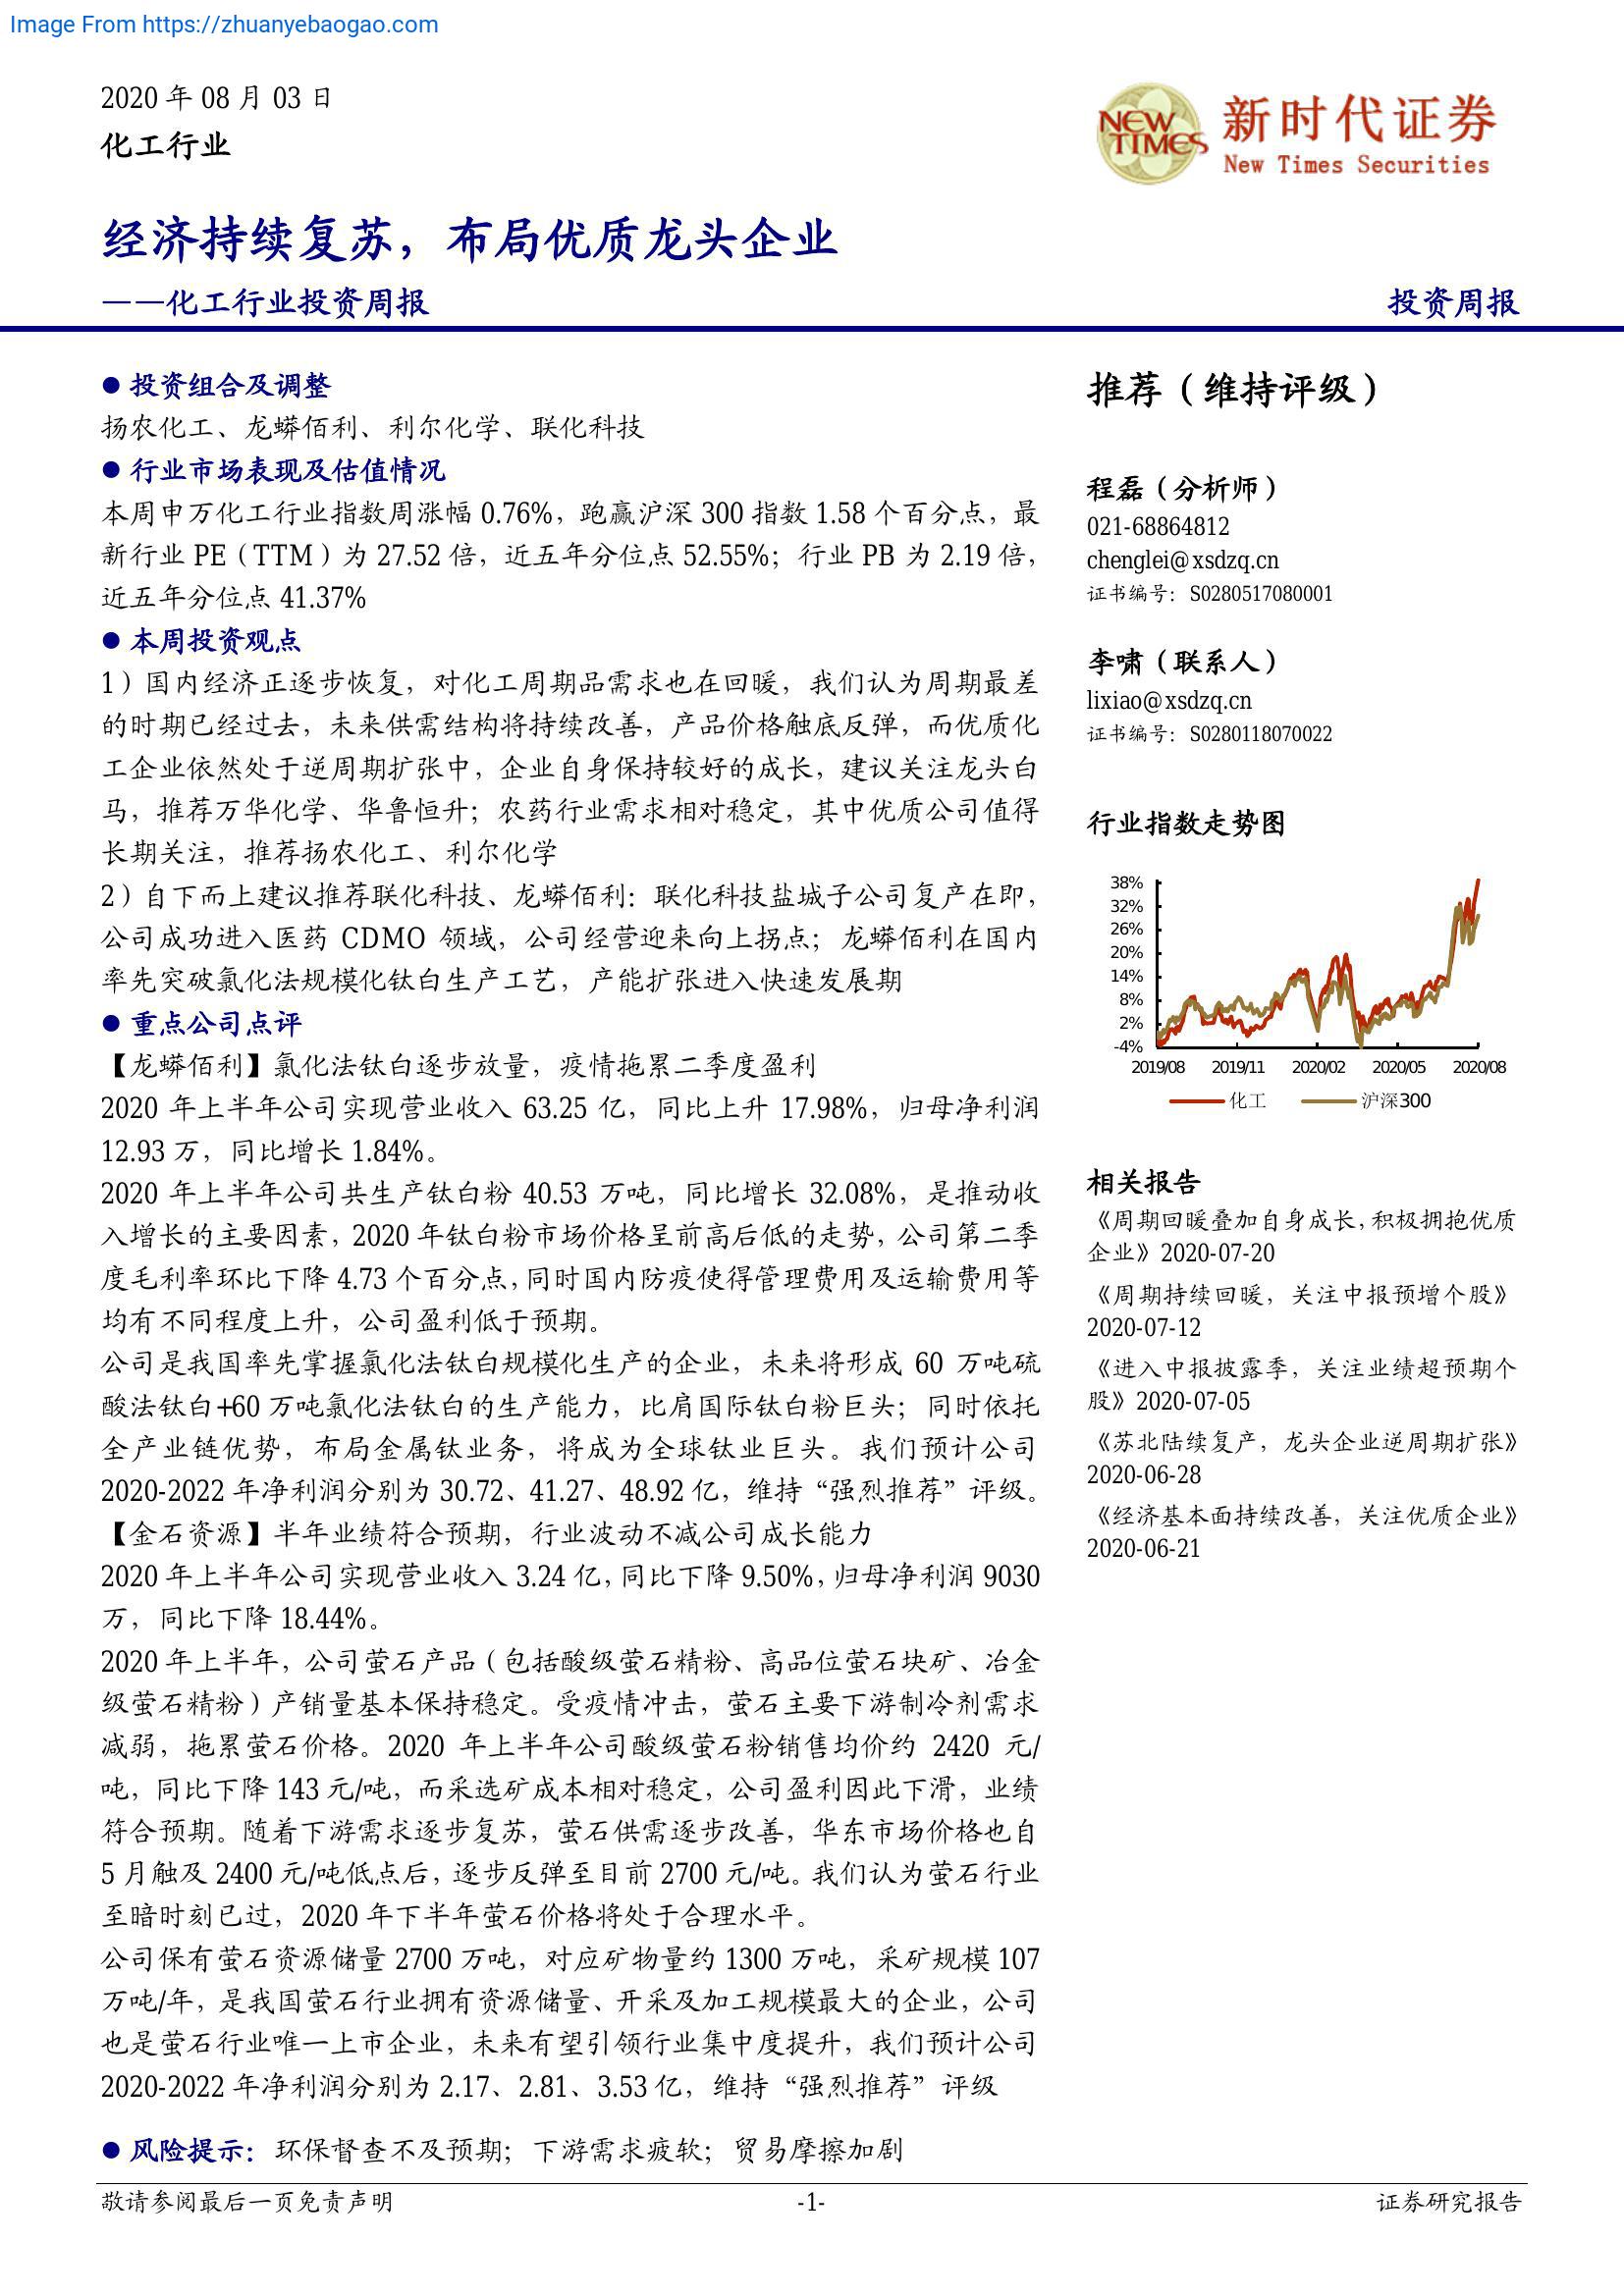 Image From https://zhuanyebaogao.com
2020 年 08 月 03 日
化工行业
NEW TIMES
新时代证券
New Times Securities
经济持续复苏，布局优质龙头企业
——化工行业投资周报
投资周报
● 投资组合及调整
扬农化工、龙蟒佰利、利尔化学、联化科技
● 行业市场表现及估值情况
本周申万化工行业指数周涨幅 0.76%，跑赢沪深 300 指数 1.58 个百分点，最
新行业 PE（TTM）为 27.52 倍，近五年分位点 52.55%；行业 PB 为 2.19 倍，
近五年分位点 41.37%
● 本周投资观点
1）国内经济正逐步恢复，对化工周期品需求也在回暖，我们认为周期最差
的时期已经过去，未来供需结构将持续改善，产品价格触底反弹，而优质化
工企业依然处于逆周期扩张中，企业自身保持较好的成长，建议关注龙头白
马，推荐万华化学、华鲁恒升；农药行业需求相对稳定，其中优质公司值得
长期关注，推荐扬农化工、利尔化学
2）自下而上建议推荐联化科技、龙蟒佰利：联化科技盐城子公司复产在即，
公司成功进入医药 CDMO 领域，公司经营迎来向上拐点；龙蟒佰利在国内
率先突破氯化法规模化钛白生产工艺，产能扩张进入快速发展期
● 重点公司点评
【龙蟒佰利】氯化法钛白逐步放量，疫情拖累二季度盈利
2020 年上半年公司实现营业收入 63.25 亿，同比上升 17.98%，归母净利润
12.93 万，同比增长 1.84%。
2020 年上半年公司共生产钛白粉 40.53 万吨，同比增长 32.08%，是推动收
入增长的主要因素，2020 年钛白粉市场价格呈前高后低的走势，公司第二季
度毛利率环比下降 4.73 个百分点，同时国内防疫使得管理费用及运输费用等
均有不同程度上升，公司盈利低于预期。
公司是我国率先掌握氯化法钛白规模化生产的企业，未来将形成 60 万吨硫
酸法钛白+60 万吨氯化法钛白的生产能力，比肩国际钛白粉巨头；同时依托
全产业链优势，布局金属钛业务，将成为全球钛业巨头。我们预计公司
2020-2022 年净利润分别为 30.72、41.27、48.92 亿，维持“强烈推荐”评级。
【金石资源】半年业绩符合预期，行业波动不减公司成长能力
2020 年上半年公司实现营业收入 3.24 亿，同比下降 9.50%，归母净利润 9030
万，同比下降 18.44%。
2020 年上半年，公司萤石产品（包括酸级萤石精粉、高品位萤石块矿、冶金
级萤石精粉）产销量基本保持稳定。受疫情冲击，萤石主要下游制冷剂需求
减弱，拖累萤石价格。2020 年上半年公司酸级萤石粉销售均价约 2420 元/
吨，同比下降 143 元/吨，而采选矿成本相对稳定，公司盈利因此下滑，业绩
符合预期。随着下游需求逐步复苏，萤石供需逐步改善，华东市场价格也自
5 月触及 2400 元/吨低点后，逐步反弹至目前 2700 元/吨。我们认为萤石行业
至暗时刻已过，2020 年下半年萤石价格将处于合理水平。
公司保有萤石资源储量 2700 万吨，对应矿物量约 1300 万吨，采矿规模 107
万吨/年，是我国萤石行业拥有资源储量、开采及加工规模最大的企业，公司
也是萤石行业唯一上市企业，未来有望引领行业集中度提升，我们预计公司
2020-2022 年净利润分别为 2.17、2.81、3.53 亿，维持“强烈推荐”评级
● 风险提示：环保督查不及预期；下游需求疲软；贸易摩擦加剧
推荐（维持评级）
程磊（分析师）
021-68864812
chenglei@xsdzq.cn
证书编号：S0280517080001
李啸（联系人）
lixiao@xsdzq.cn
证书编号：S0280118070022
行业指数走势图
38%
32%
26%
20%
14%
8%
2%
-4%
2019/08 2019/11 2020/02 2020/05 2020/08
化工 沪深300
相关报告
《周期回暖叠加自身成长，积极拥抱优质
企业》2020-07-20
《周期持续回暖，关注中报预增个股》
2020-07-12
《进入中报披露季，关注业绩超预期个
股》2020-07-05
《苏北陆续复产，龙头企业逆周期扩张》
2020-06-28
《经济基本面持续改善，关注优质企业》
2020-06-21
敬请参阅最后一页免责声明
-1-
证券研究报告